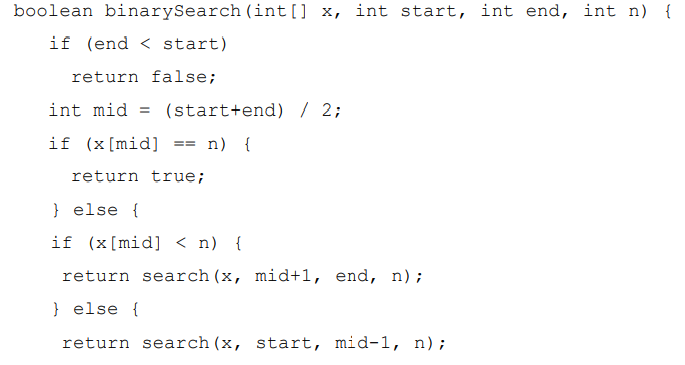 boolean binarySearch(int[] x, int start, int end, int n) {
if (end < start)
return false;
int mid = (start+end) / 2;
if (x[mid] == n) {
return true;
} else {
if (x[mid] < n) {
return search(x, mid+1, end, n);
} else {
return search(x, start, mid-1, n);